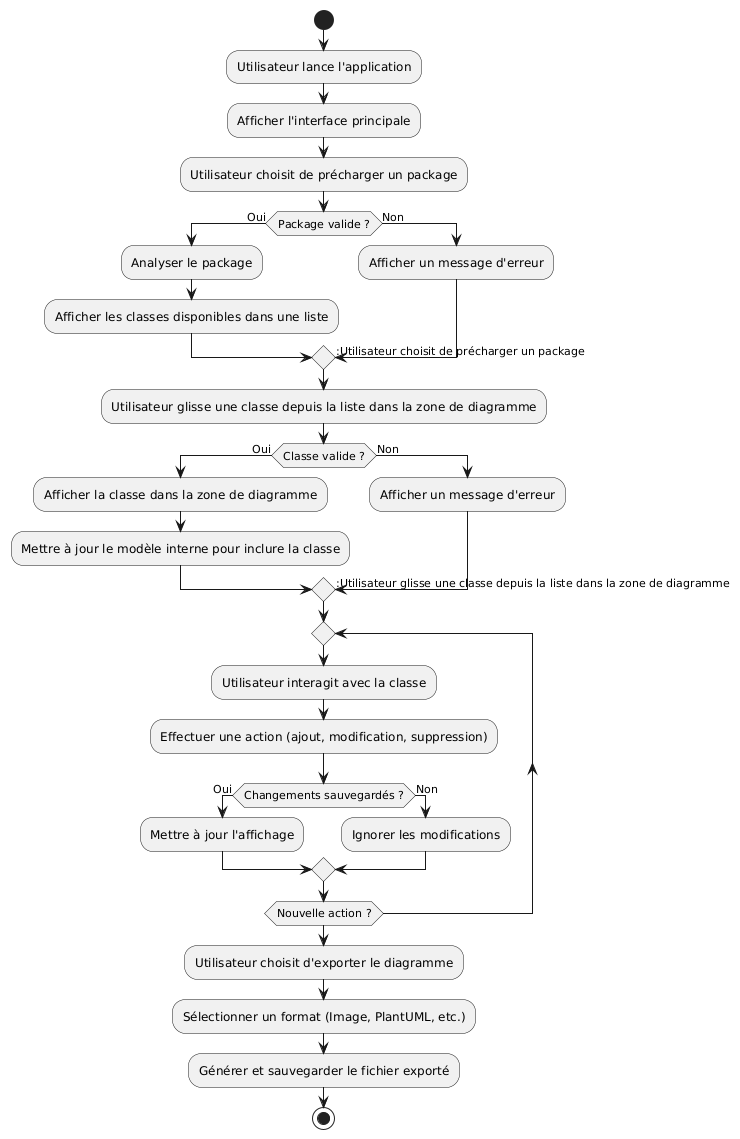 Utilisateur lance l'application
Afficher l'interface principale
Utilisateur choisit de précharger un package
Oui
Package valide ?
Non
Analyser le package
Afficher un message d'erreur
Afficher les classes disponibles dans une liste
:Utilisateur choisit de précharger un package
Utilisateur glisse une classe depuis la liste dans la zone de diagramme
Oui
Classe valide ?
Non
Afficher la classe dans la zone de diagramme
Afficher un message d'erreur
Mettre à jour le modèle interne pour inclure la classe
:Utilisateur glisse une classe depuis la liste dans la zone de diagramme
Utilisateur interagit avec la classe
Effectuer une action (ajout, modification, suppression)
Oui
Changements sauvegardés ?
Non
Mettre à jour l'affichage
Ignorer les modifications
Nouvelle action ?
Utilisateur choisit d'exporter le diagramme
Sélectionner un format (Image, PlantUML, etc.)
Générer et sauvegarder le fichier exporté